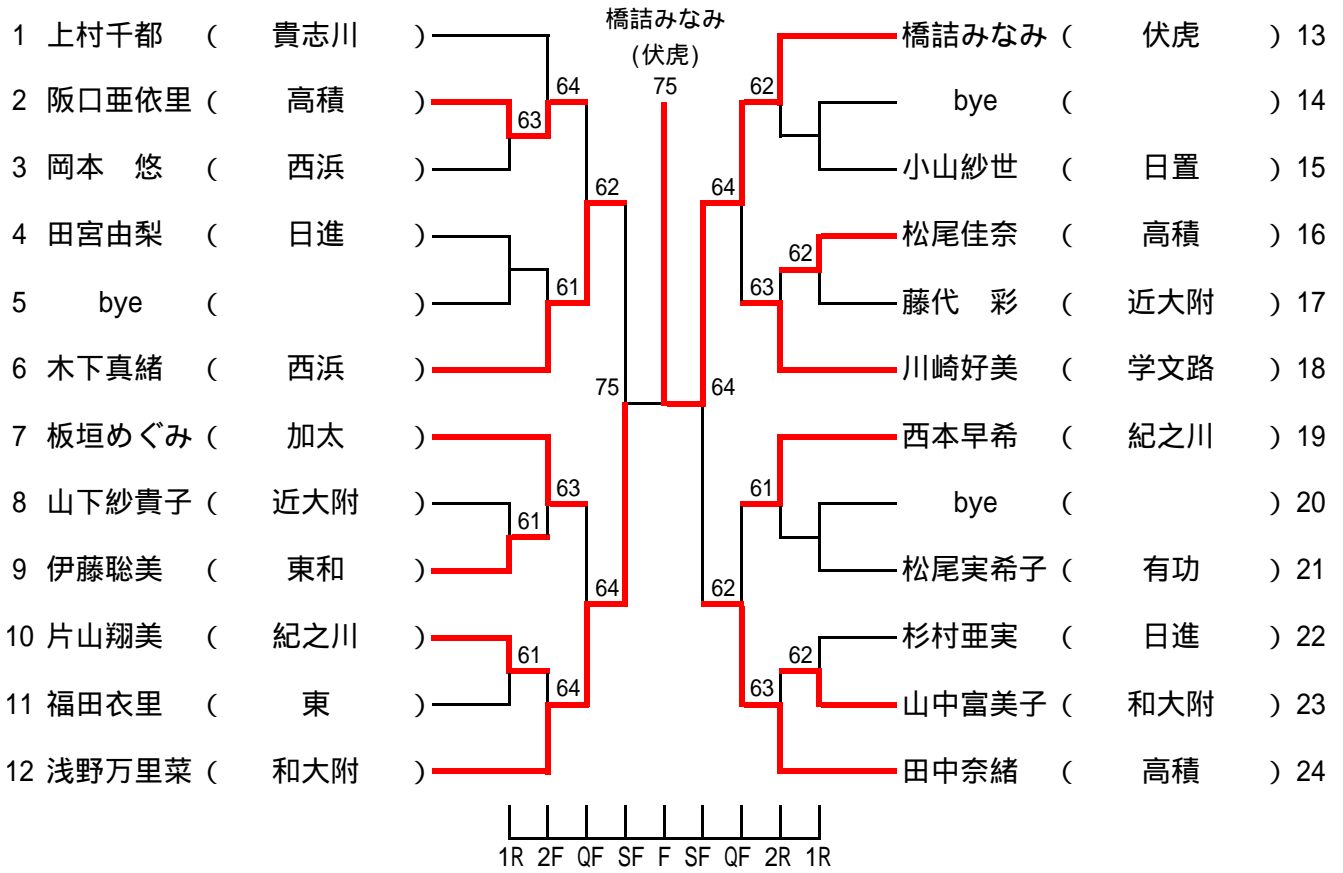 橋詰みなみ
(伏虎)
75
1 上村千都 ( 貴志川 )
2 阪口亜依里 ( 高積 )
3 岡本 悠 ( 西浜 )
4 田宮由梨 ( 日進 )
5 bye ( )
6 木下真緒 ( 西浜 )
7 板垣めぐみ ( 加太 )
8 山下紗貴子 ( 近大附 )
9 伊藤聡美 ( 東和 )
10 片山翔美 ( 紀之川 )
11 福田衣里 ( 東 )
12 浅野万里菜 ( 和大附 )
63
61
61
64
61
63
64
62
64
75
64
64
62
62
63
61
63
62
62
橋詰みなみ ( 伏虎 ) 13
bye ( ) 14
小山紗世 ( 日置 ) 15
松尾佳奈 ( 高積 ) 16
藤代 彩 ( 近大附 ) 17
川崎好美 ( 学文路 ) 18
西本早希 ( 紀之川 ) 19
bye ( ) 20
松尾実希子 ( 有功 ) 21
杉村亜実 ( 日進 ) 22
山中富美子 ( 和大附 ) 23
田中奈緒 ( 高積 ) 24
1R 2F QF SF F SF QF 2R 1R